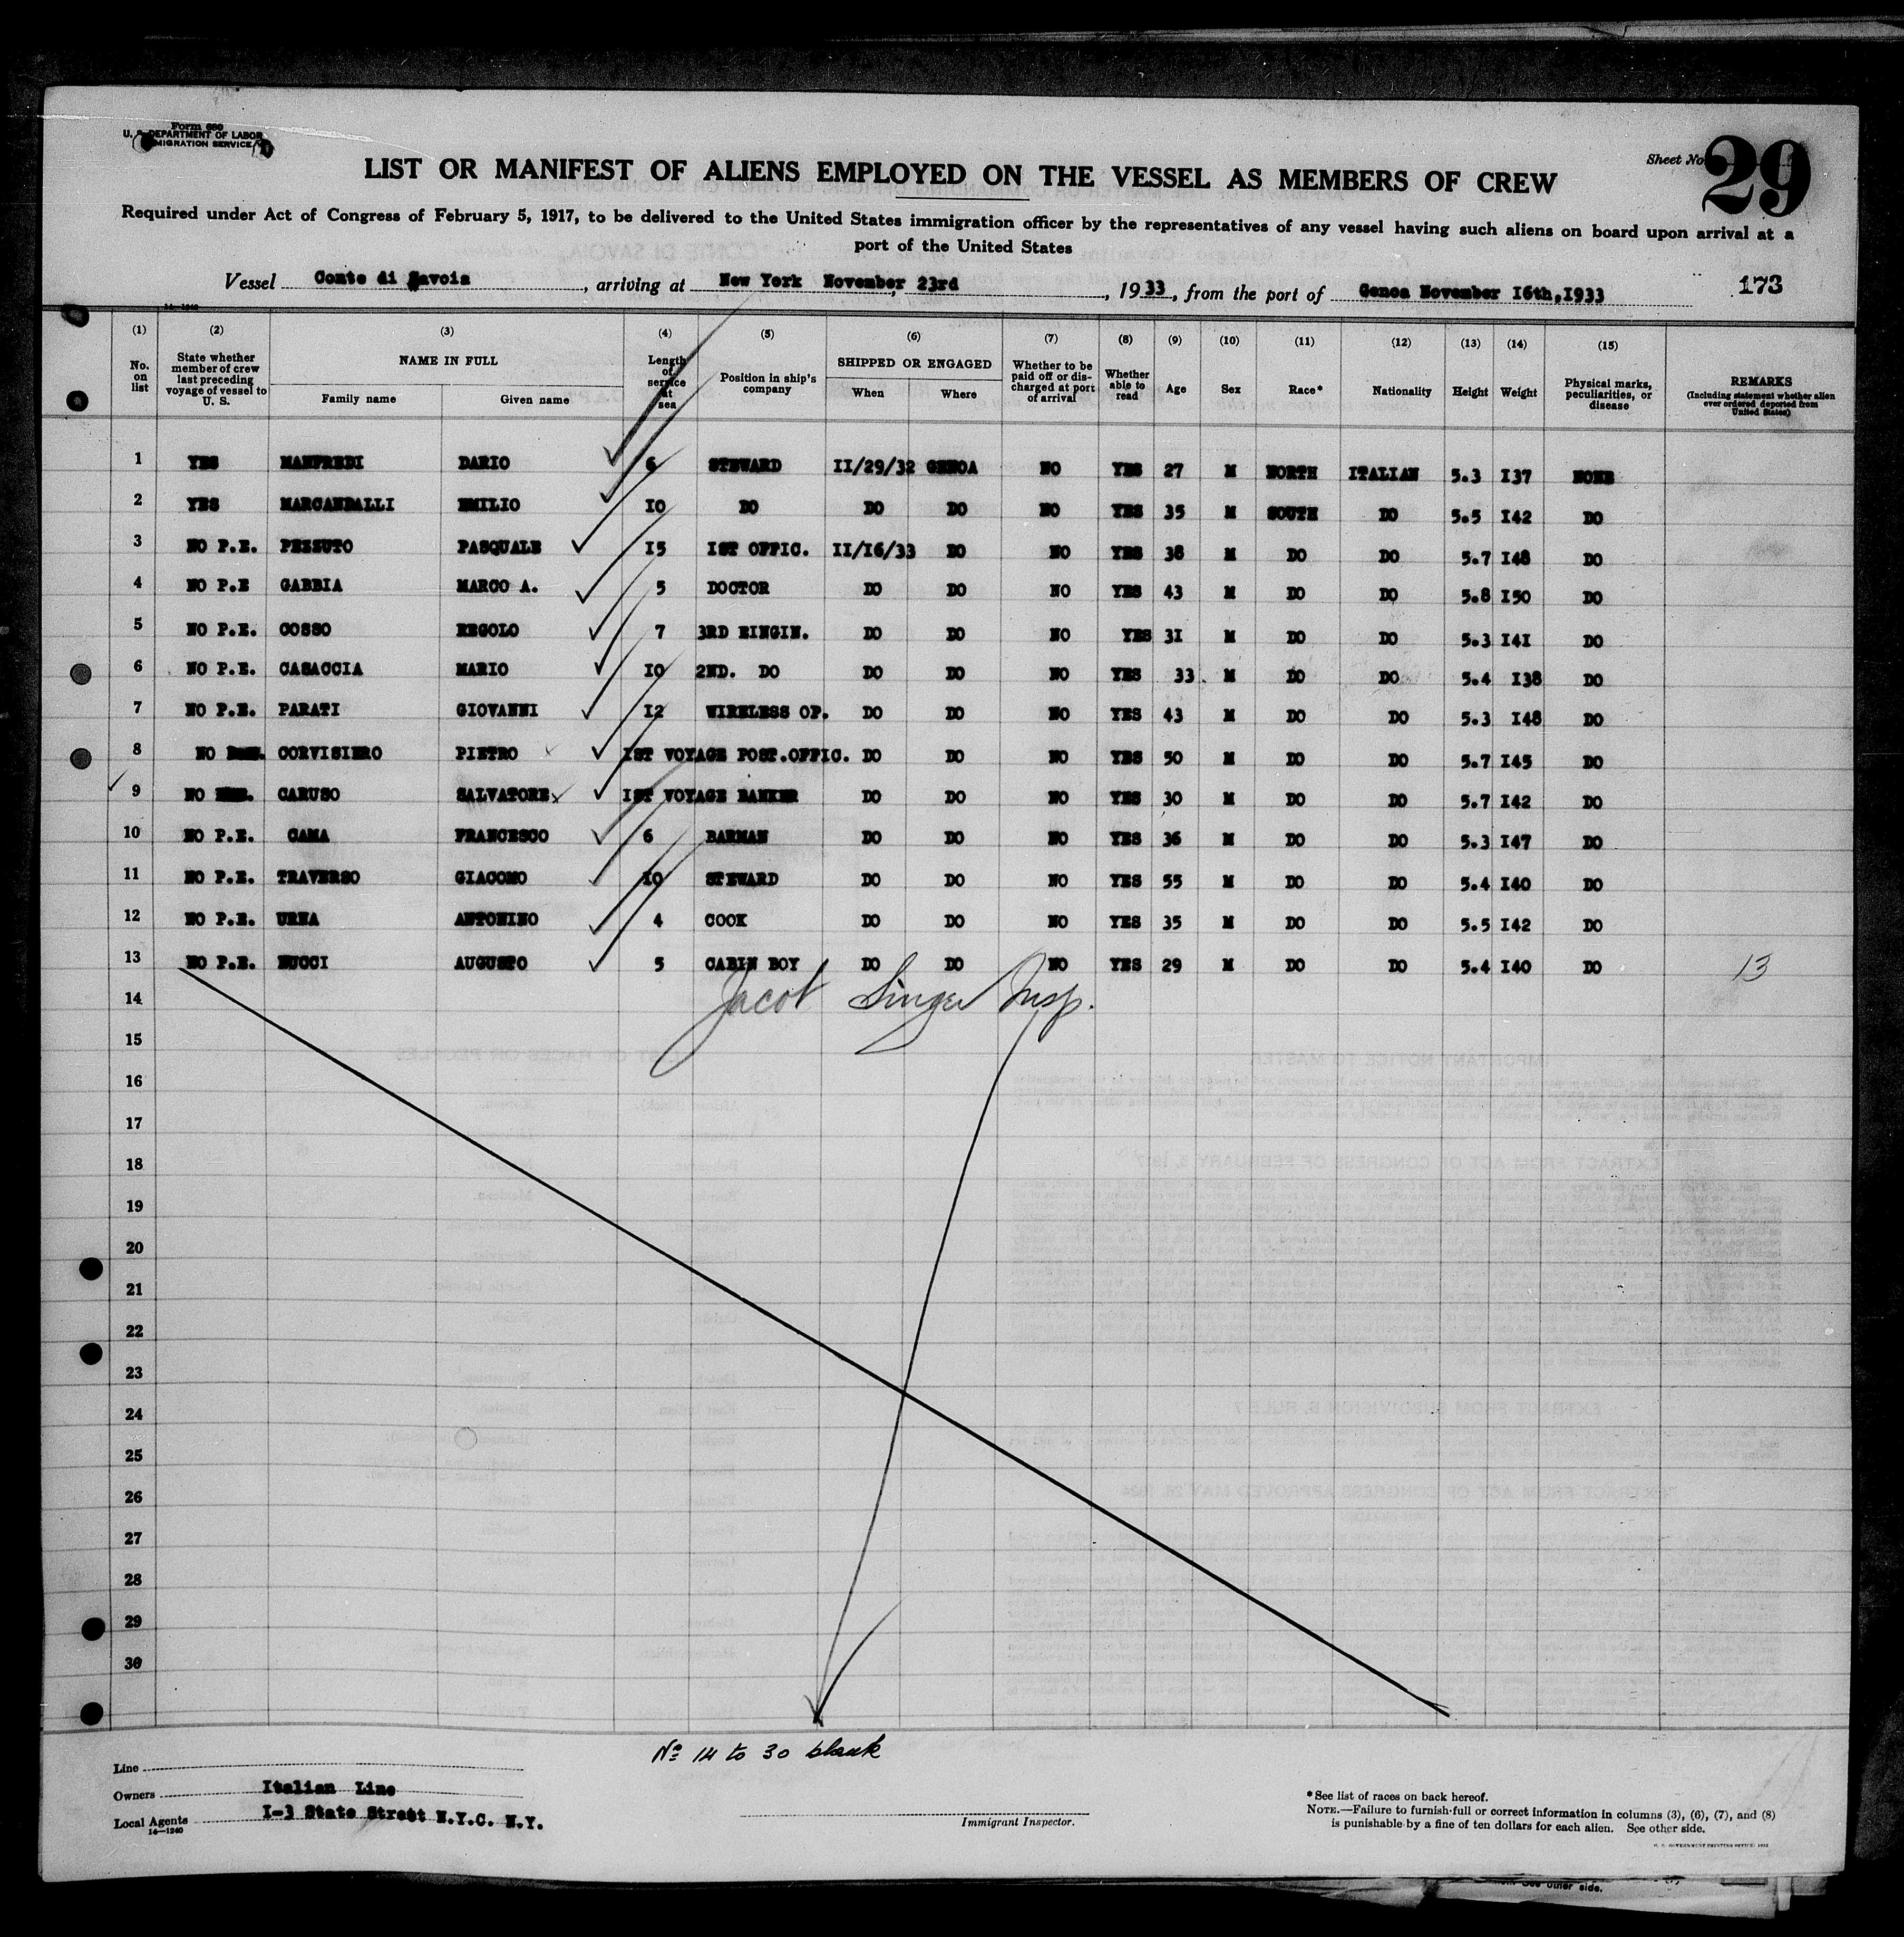 Form 680
U. S. DEPARTMENT OF LABOR
IMMIGRATION SERVICE
Sheet No. 29
LIST OR MANIFEST OF ALIENS EMPLOYED ON THE VESSEL AS MEMBERS OF CREW
Required under Act of Congress of February 5, 1917, to be delivered to the United States immigration officer by the representatives of any vessel having such aliens on board upon arrival at a
port of the United States
Vessel Conte di Savoia, arriving at New York November 23rd, 1933, from the port of Genoa November I6th,I933 173
(1) (2) (3) (4) (5) (6) (7) (8) (9) (10) (11) (12) (13) (14) (15)
No. on list State whether member of crew last preceding voyage of vessel to U. S. NAME IN FULL Family name Given name Length of service at sea Position in ship's company SHIPPED OR ENGAGED When Where Whether to be paid off or discharged at port of arrival Whether able to read Age Sex Race* Nationality Height Weight Physical marks, peculiarities, or disease REMARKS (Including statement whether alien ever ordered deported from United States)
1 YES MANFREDI DARIO 6 STEWARD II/29/32 GENOA NO YES 27 M NORTH ITALIAN 5.3 I37 NONE
2 YES MARCANDALLI EMILIO IO DO DO DO NO YES 35 M SOUTH DO 5.5 I42 DO
3 NO P.E. PEZZUTO PASQUALE I5 IST OFFIC. II/I6/33 DO NO YES 38 M DO DO 5.7 I48 DO
4 NO P.E GABBIA MARCO A. 5 DOCTOR DO DO NO YES 43 M DO DO 5.8 I50 DO
5 NO P.E. COSSO REGOLO 7 3RD EINGIN. DO DO NO YES 3I M DO DO 5.3 I4I DO
6 NO P.E. CASACCIA MARIO IO 2ND. DO DO DO NO YES 33 M DO DO 5.4 I38 DO
7 NO P.E. PARATI GIOVANNI I2 WIRELESS OP. DO DO NO YES 43 M DO DO 5.3 I48 DO
8 NO CORVISIERO PIETRO IST VOYAGE POST.OFFIC. DO DO NO YES 50 M DO DO 5.7 I45 DO
9 NO CARUSO SALVATORE IST VOYAGE BANKER DO DO NO YES 30 M DO DO 5.7 I42 DO
10 NO P.E. CAMA FRANCESCO 6 BARMAN DO DO NO YES 36 M DO DO 5.3 I47 DO
11 NO P.E. TRAVERSO GIACOMO IO STEWARD DO DO NO YES 55 M DO DO 5.4 I40 DO
12 NO P.E. URNA ANTONINO 4 COOK DO DO NO YES 35 M DO DO 5.5 I42 DO
13 NO P.E. NUCCI AUGUSTO 5 CABIN BOY DO DO NO YES 29 M DO DO 5.4 I40 DO 13
14 Jacob Singer Insp.
15
16
17
18
19
20
21
22
23
24
25
26
27
28
29
30
No 14 to 30 blank
Line
Owners Italian Line
Local Agents I-3 State Street N.Y.C. N.Y.
14—1240
Immigrant Inspector.
*See list of races on back hereof.
NOTE.—Failure to furnish full or correct information in columns (3), (6), (7), and (8)
is punishable by a fine of ten dollars for each alien. See other side.
See other side.